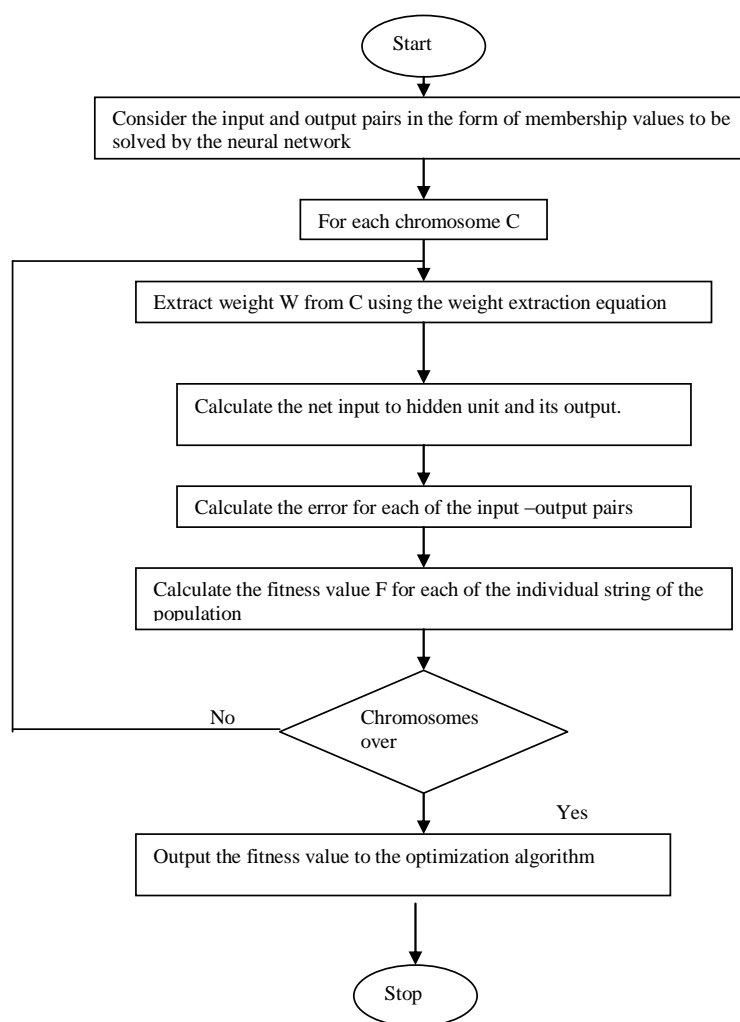 Start
Consider the input and output pairs in the form of membership values to be
solved by the neural network
For each chromosome C
Extract weight W from C using the weight extraction equation
Calculate the net input to hidden unit and its output.
Calculate the error for each of the input –output pairs
Calculate the fitness value F for each of the individual string of the
population
No
Chromosomes
over
Yes
Output the fitness value to the optimization algorithm
Stop